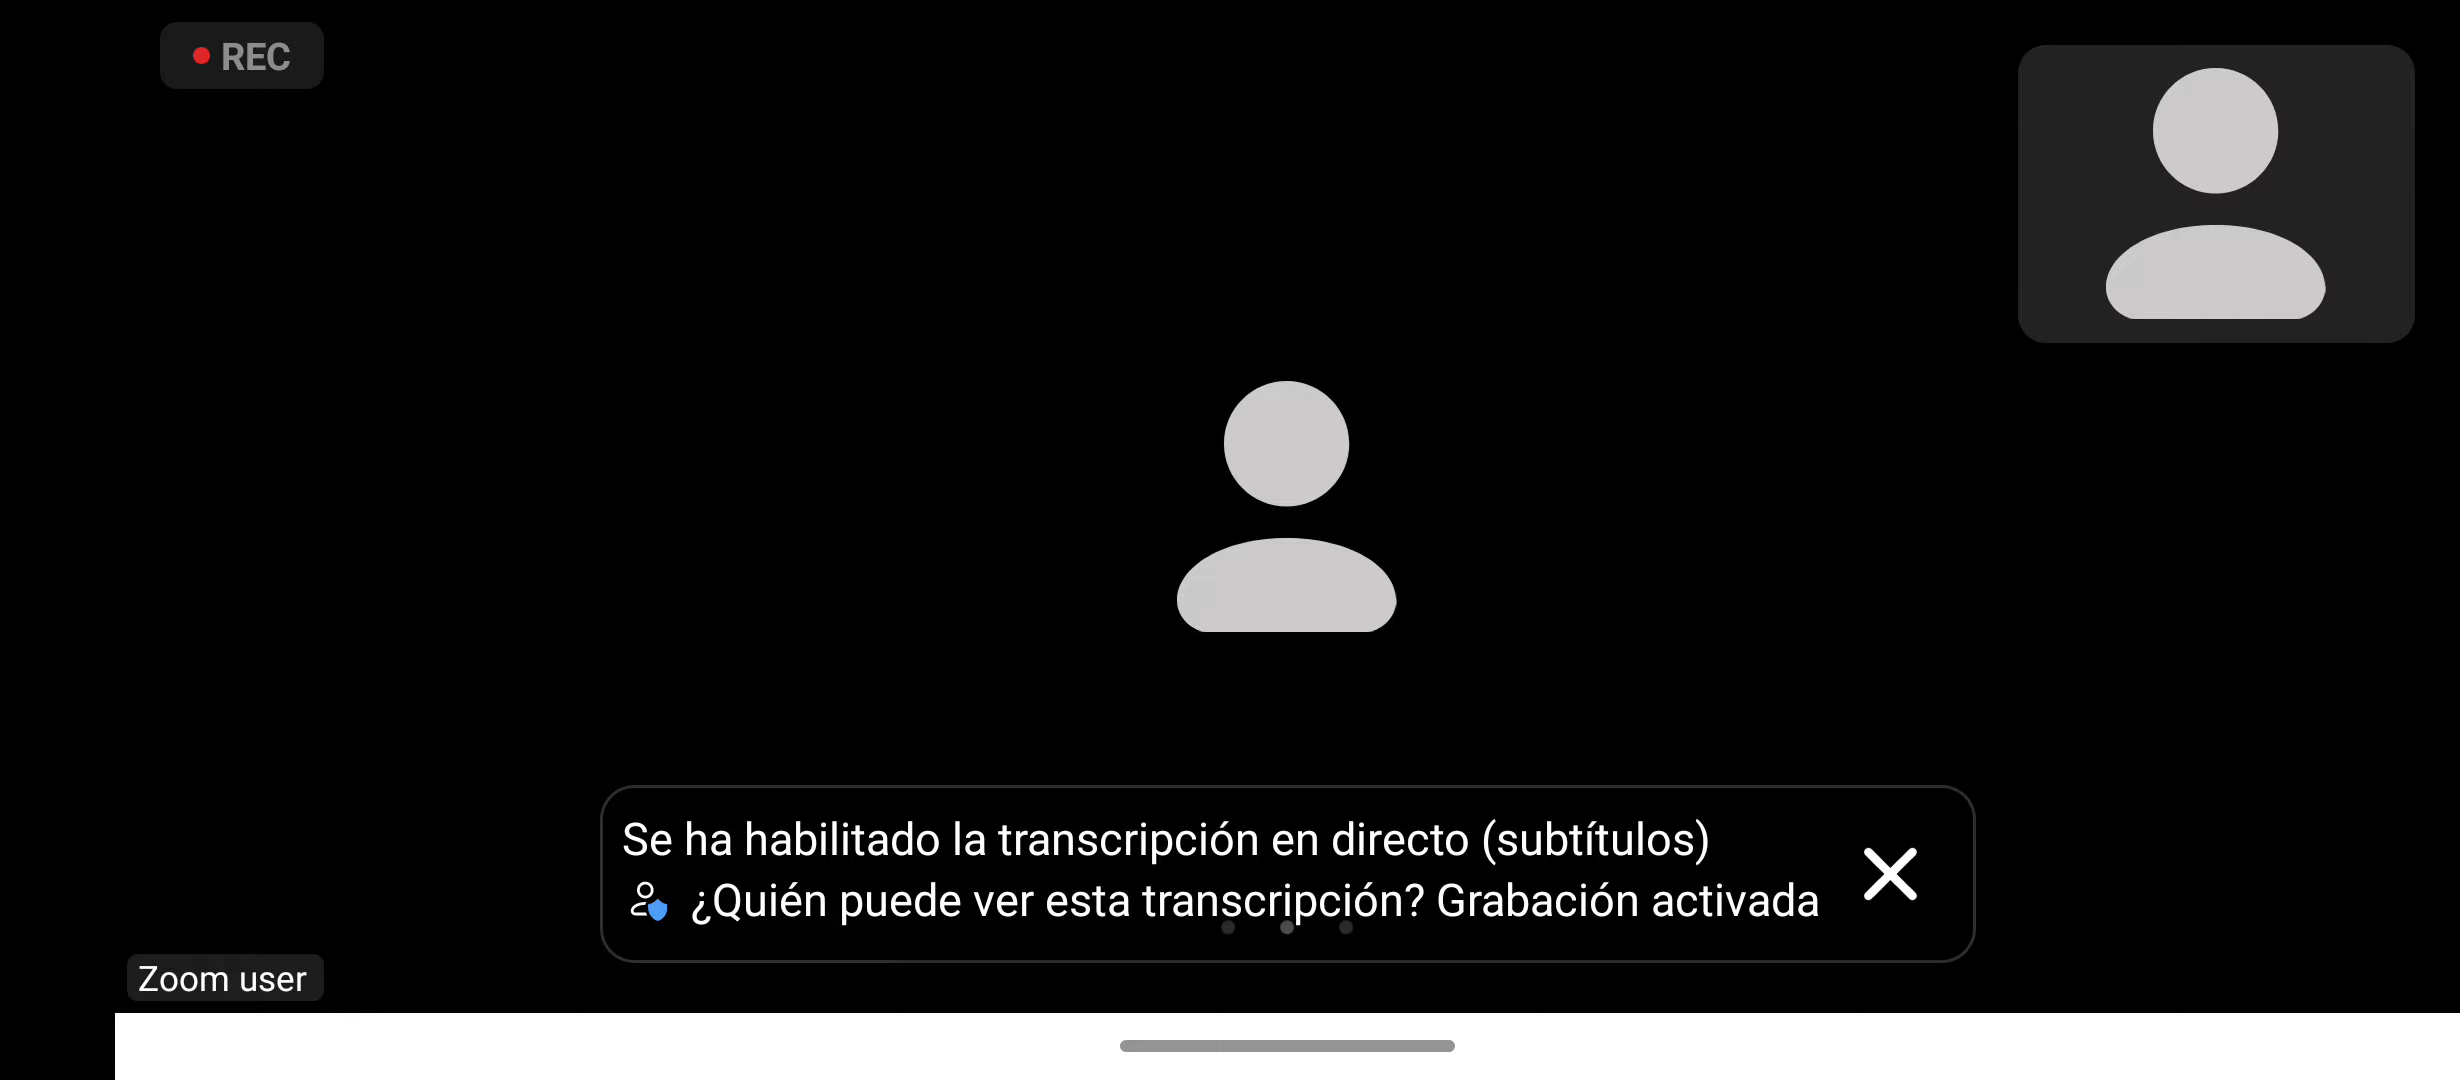 REC
Se ha habilitado la transcripción en directo (subtítulos)
¿Quién puede ver esta transcripción? Grabación activada
Zoom user